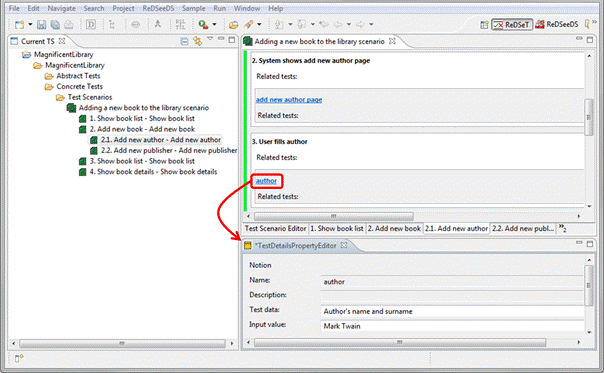 File Edit Navigate Search Project ReDSeeDS Sample Run Window Help
ReDSeT ReDSeeDS
Current TS
MagnificentLibrary
MagnificentLibrary
Abstract Tests
Concrete Tests
Test Scenarios
Adding a new book to the library scenario
1. Show book list - Show book list
2. Add new book - Add new book
2.1. Add new author - Add new author
2.2. Add new publisher - Add new publisher
3. Show book list - Show book list
4. Show book details - Show book details
Adding a new book to the library scenario
2. System shows add new author page
Related tests:
add new author page
Related tests:
3. User fills author
Related tests:
author
Related tests:
Test Scenario Editor 1. Show book list 2. Add new book 2.1. Add new author 2.2. Add new publ... »2
*TestDetailsPropertyEditor
Notion
Name: author
Description:
Test data: Author's name and surname
Input value: Mark Twain